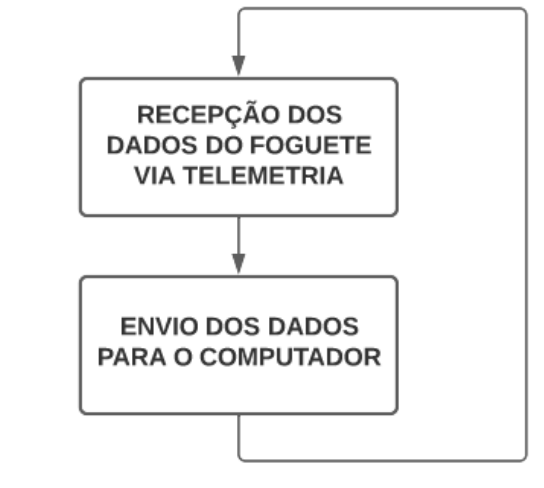 RECEPÇÃO DOS
DADOS DO FOGUETE
VIA TELEMETRIA
ENVIO DOS DADOS
PARA O COMPUTADOR